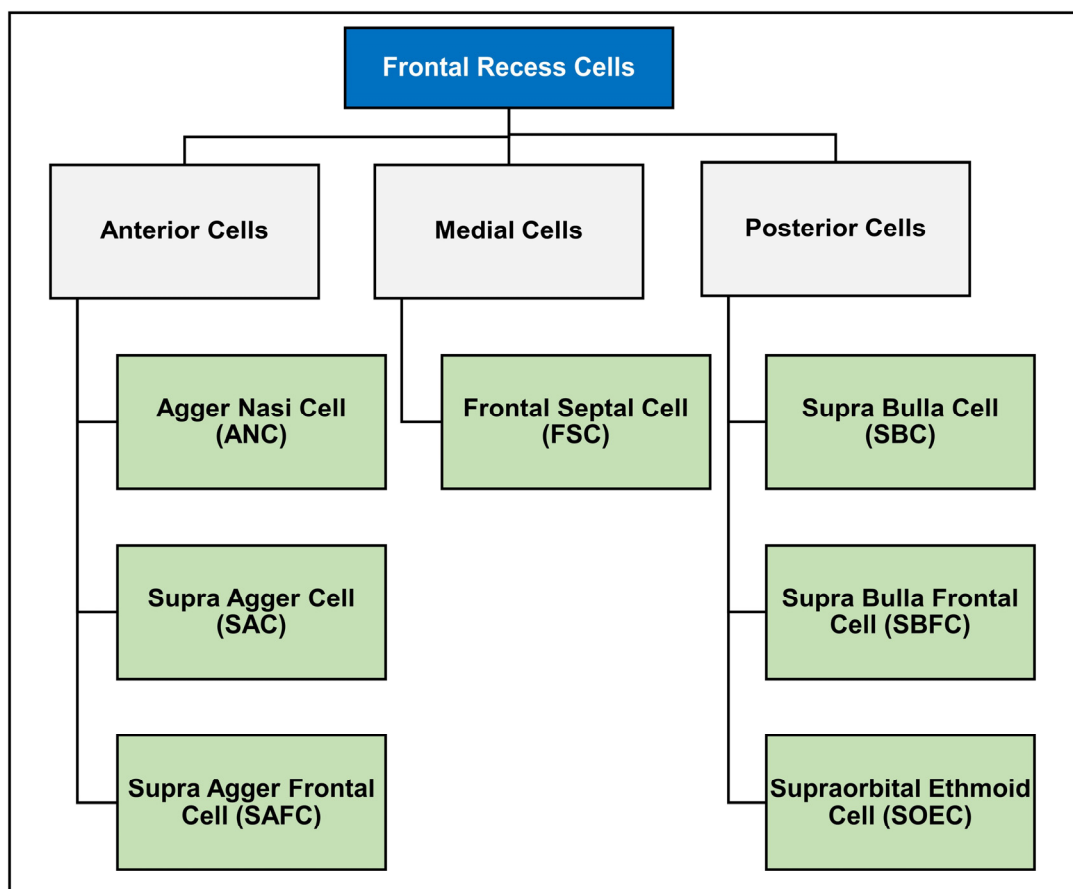 Frontal Recess Cells
Anterior Cells
Medial Cells
Posterior Cells
Agger Nasi Cell
(ANC)
Frontal Septal Cell
(FSC)
Supra Bulla Cell
(SBC)
Supra Agger Cell
(SAC)
Supra Bulla Frontal
Cell (SBFC)
Supra Agger Frontal
Cell (SAFC)
Supraorbital Ethmoid
Cell (SOEC)